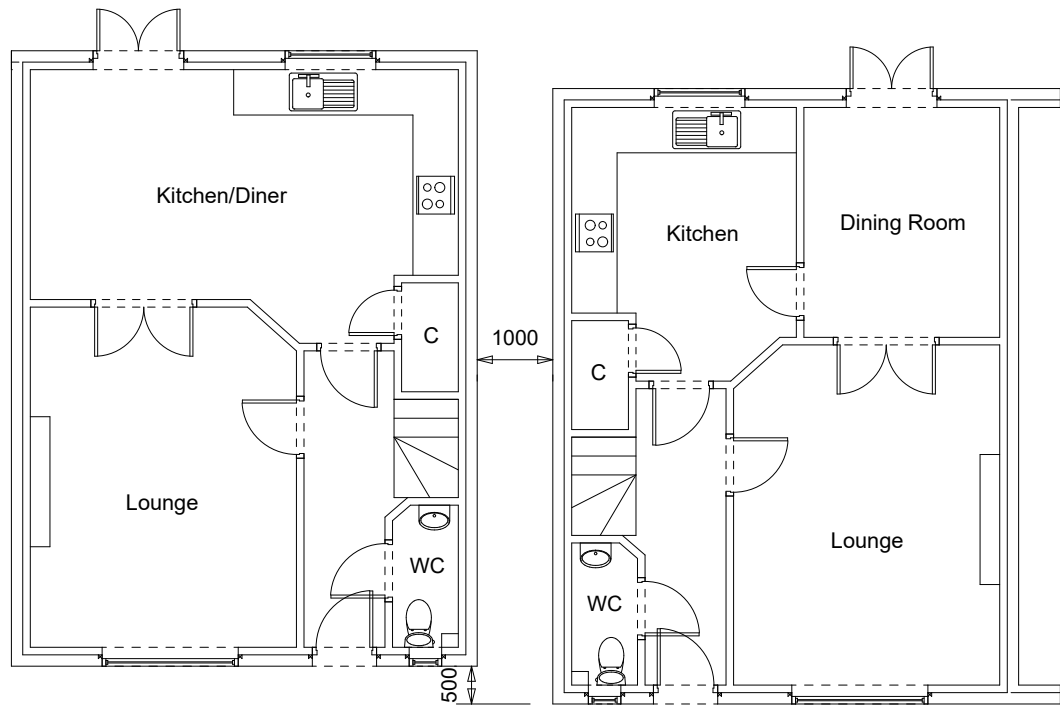 Kitchen/Diner
C
Lounge
WC
1000
500
Kitchen
Dining Room
C
Lounge
WC